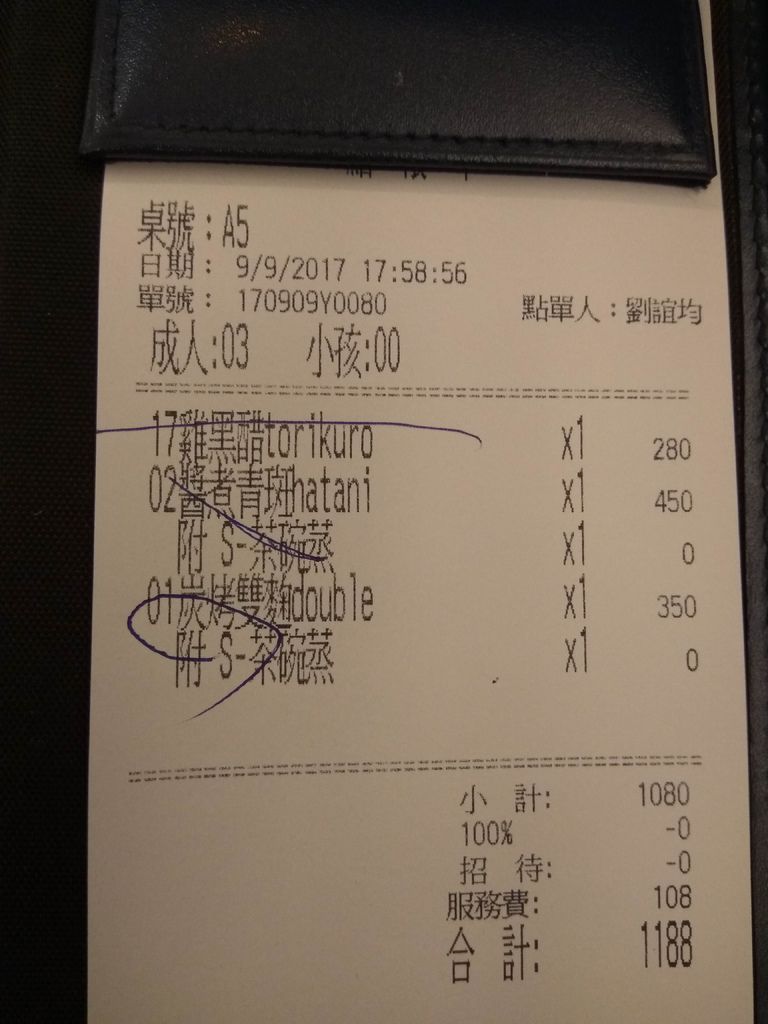 桌號：A5
日期： 9/9/2017 17:58:56
單號： 170909Y0080 點單人：劉誼均
成人:03 小孩:00
17雞黑醋torikuro x1 280
02醬煮青斑hatani x1 450
附 S-茶碗蒸 x1 0
01炭烤雙麴double x1 350
附 S-茶碗蒸 x1 0
小 計: 1080
100% -0
招 待: -0
服務費: 108
合 計: 1188